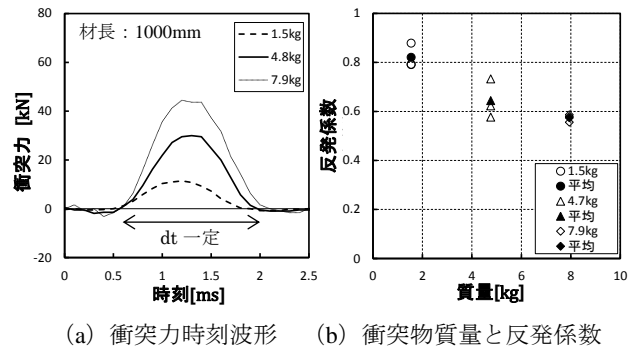 材長：1000mm
1.5kg
4.8kg
7.9kg
80
60
40
20
0
-20
衝突力 [kN]
dt 一定
0
0.5
1
1.5
2
2.5
時刻[ms]
1
0.8
0.6
0.4
0.2
0
反発係数
1.5kg
平均
4.7kg
平均
7.9kg
平均
0
2
4
6
8
10
質量[kg]
(a) 衝突力時刻波形
(b) 衝突物質量と反発係数